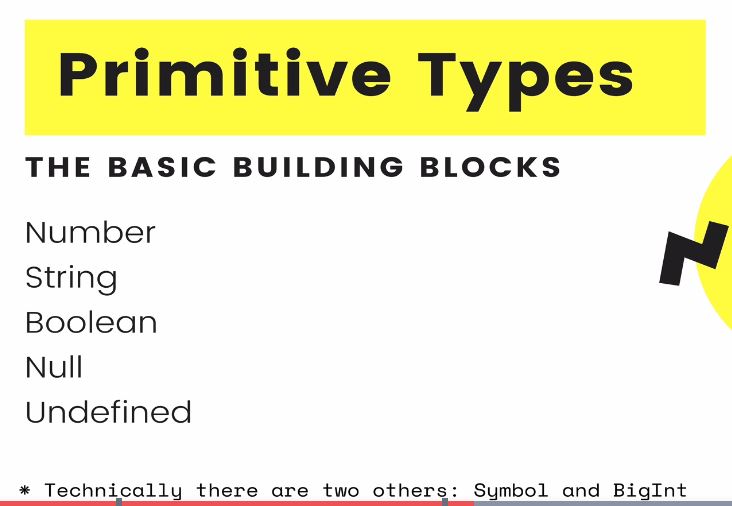 Primitive Types
THE BASIC BUILDING BLOCKS
Number
String
Boolean
Null
Undefined
* Technically there are two others: Symbol and BigInt